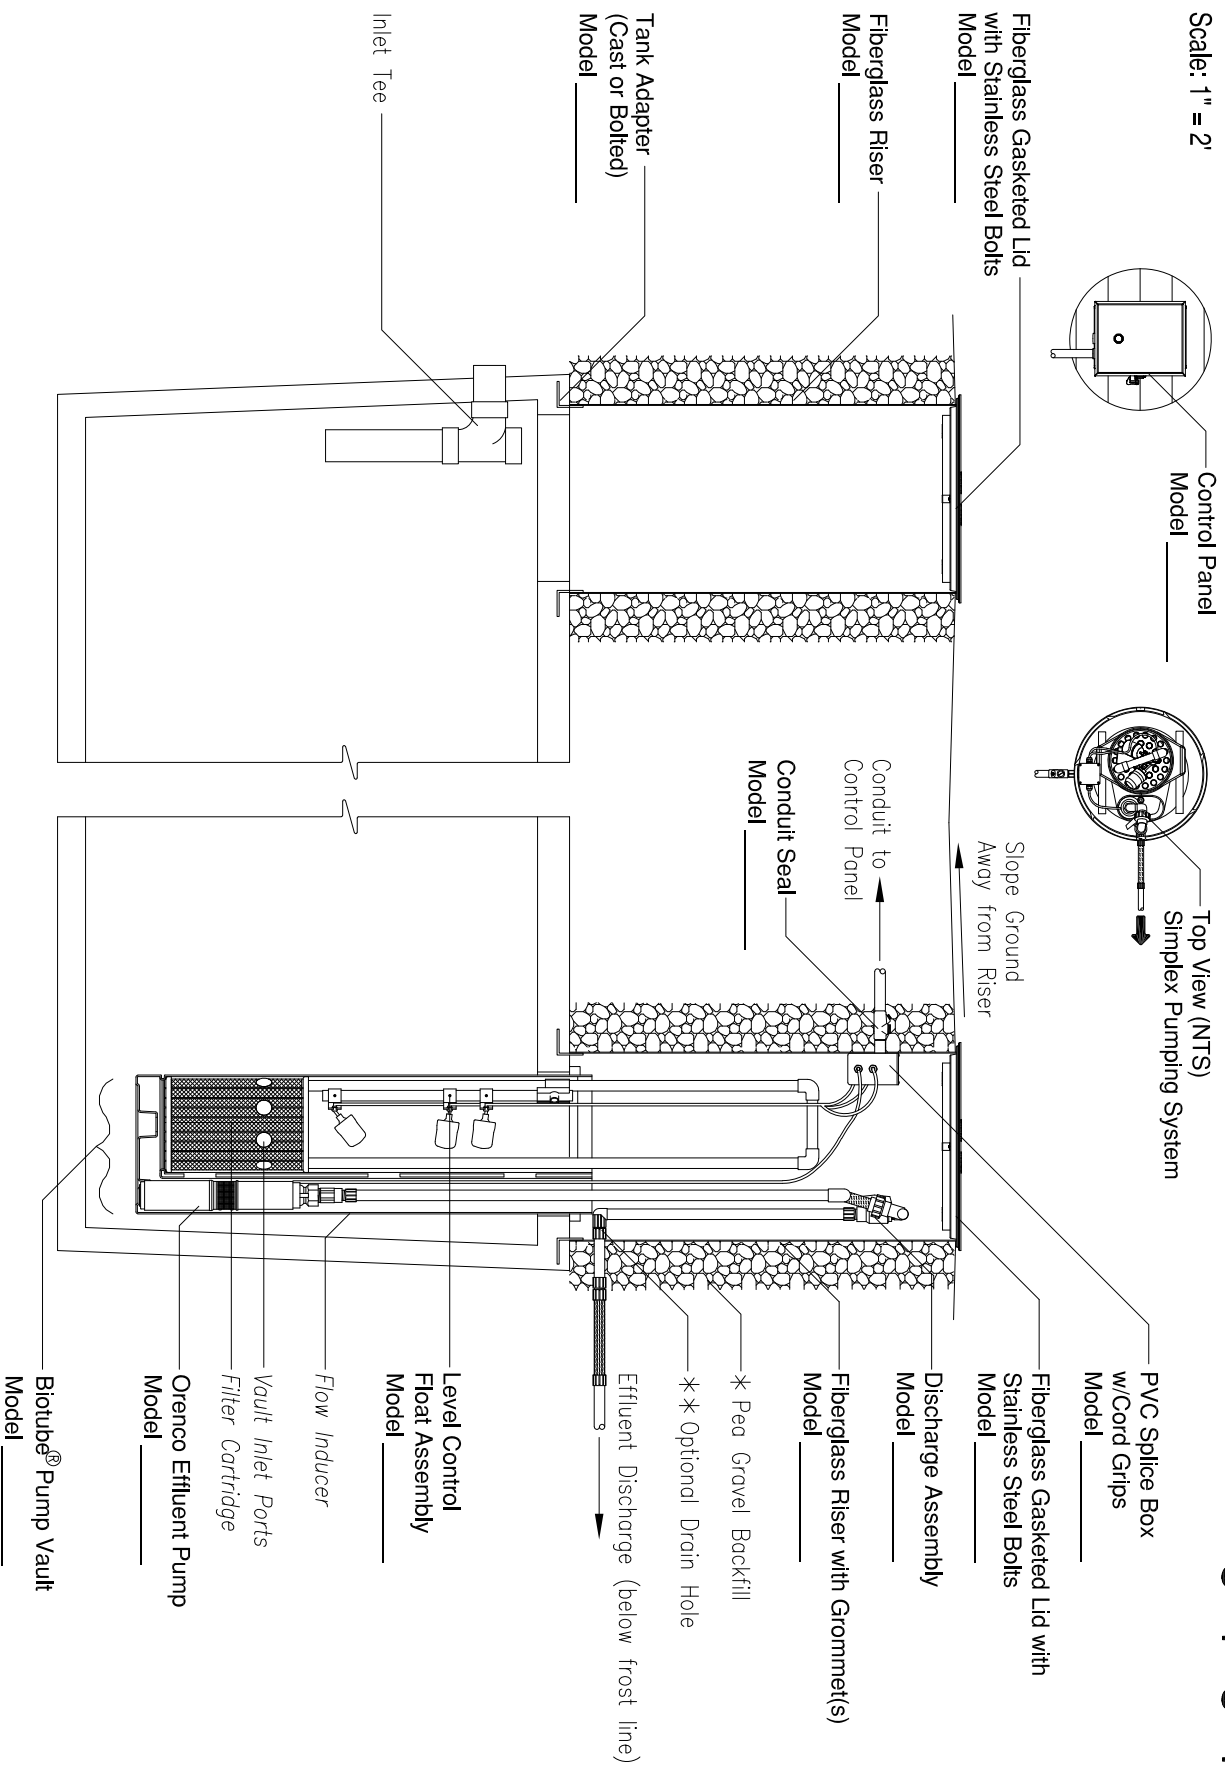 Scale: 1" = 2'
Control Panel
Model
Top View (NTS)
Simplex Pumping System
Fiberglass Gasketed Lid
with Stainless Steel Bolts
Model
Fiberglass Riser
Model
Tank Adapter
(Cast or Bolted)
Model
Inlet Tee
Slope Ground
Away from Riser
Conduit to
Control Panel
Conduit Seal
Model
PVC Splice Box
w/Cord Grips
Model
Fiberglass Gasketed Lid with
Stainless Steel Bolts
Model
Discharge Assembly
Model
Fiberglass Riser with Grommet(s)
Model
* Pea Gravel Backfill
** Optional Drain Hole
Effluent Discharge (below frost line)
Level Control
Float Assembly
Model
Flow Inducer
Vault Inlet Ports
Filter Cartridge
Orenco Effluent Pump
Model
Biotube® Pump Vault
Model